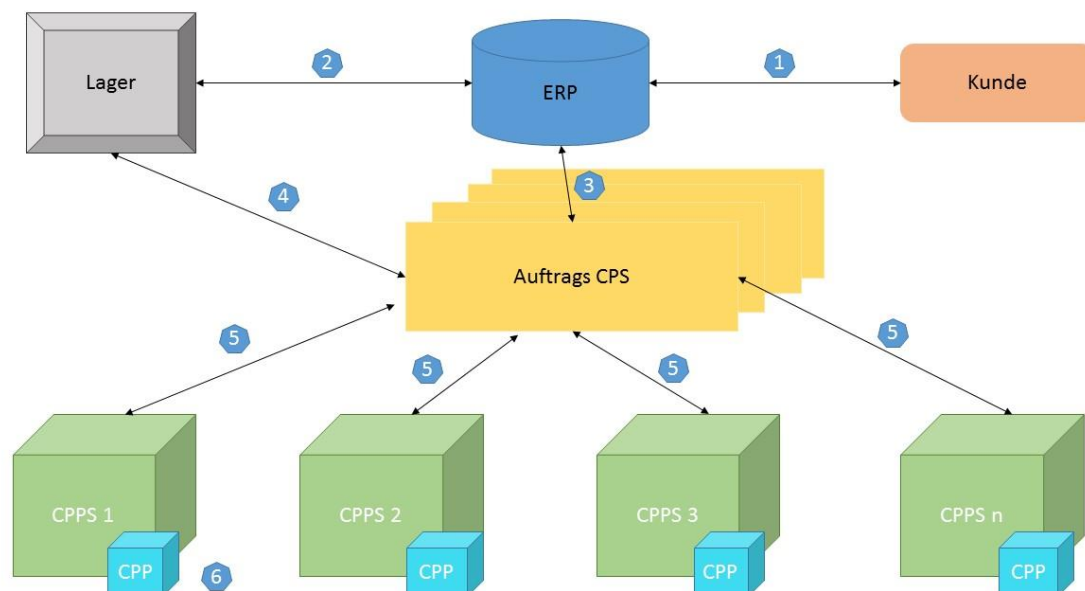 Lager
2
ERP
1
Kunde
3
4
Auftrags CPS
5
5
5
5
CPPS 1
CPPS 2
CPPS 3
CPPS n
CPP
6
CPP
CPP
CPP